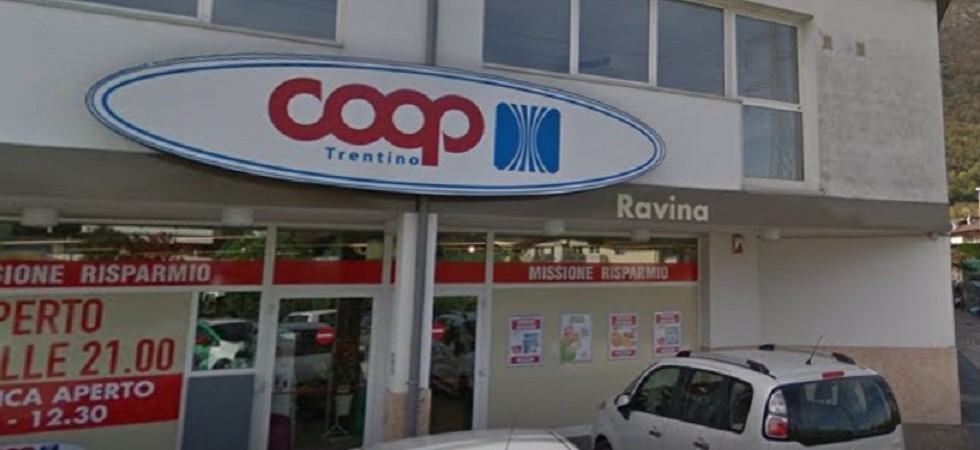 coop
Trentino
Ravina
SIONE RISPARMIO
MISSIONE RISPARMIO
PERTO
LLE 21.00
ICA APERTO
- 12.30